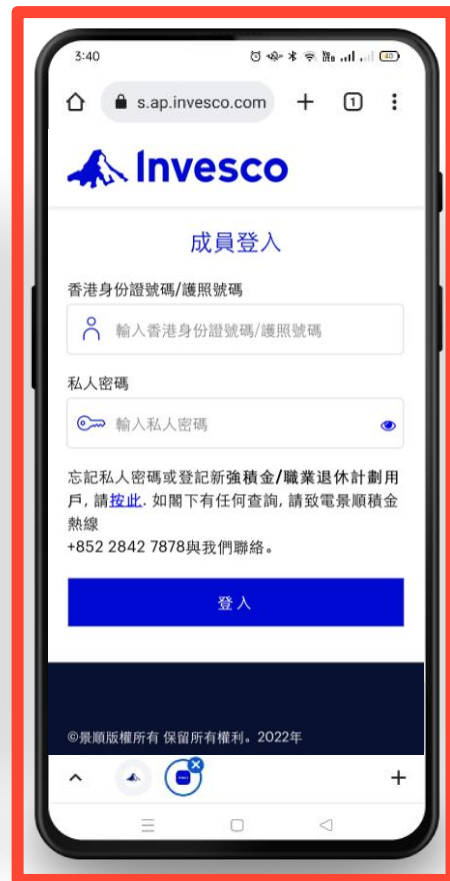 3:40
40
s.ap.invesco.com
1
Invesco
成員登入
香港身份證號碼/護照號碼
輸入香港身份證號碼/護照號碼
私人密碼
輸入私人密碼
忘記私人密碼或登記新強積金/職業退休計劃用
戶, 請按此. 如閣下有任何查詢, 請致電景順積金
熱線
+852 2842 7878與我們聯絡。
登入
©景順版權所有 保留所有權利。2022年